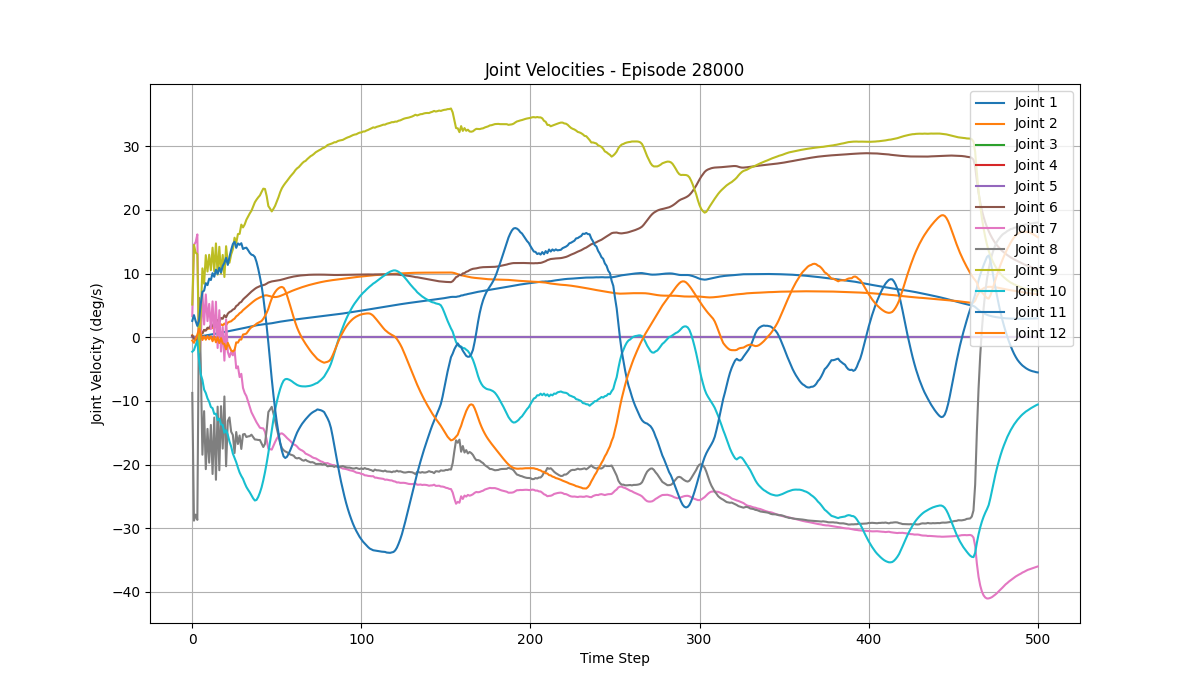 Joint Velocities - Episode 28000
Joint Velocity (deg/s)
30
20
10
0
−10
−20
−30
−40
0 100 200 300 400 500
Time Step
Joint 1
Joint 2
Joint 3
Joint 4
Joint 5
Joint 6
Joint 7
Joint 8
Joint 9
Joint 10
Joint 11
Joint 12